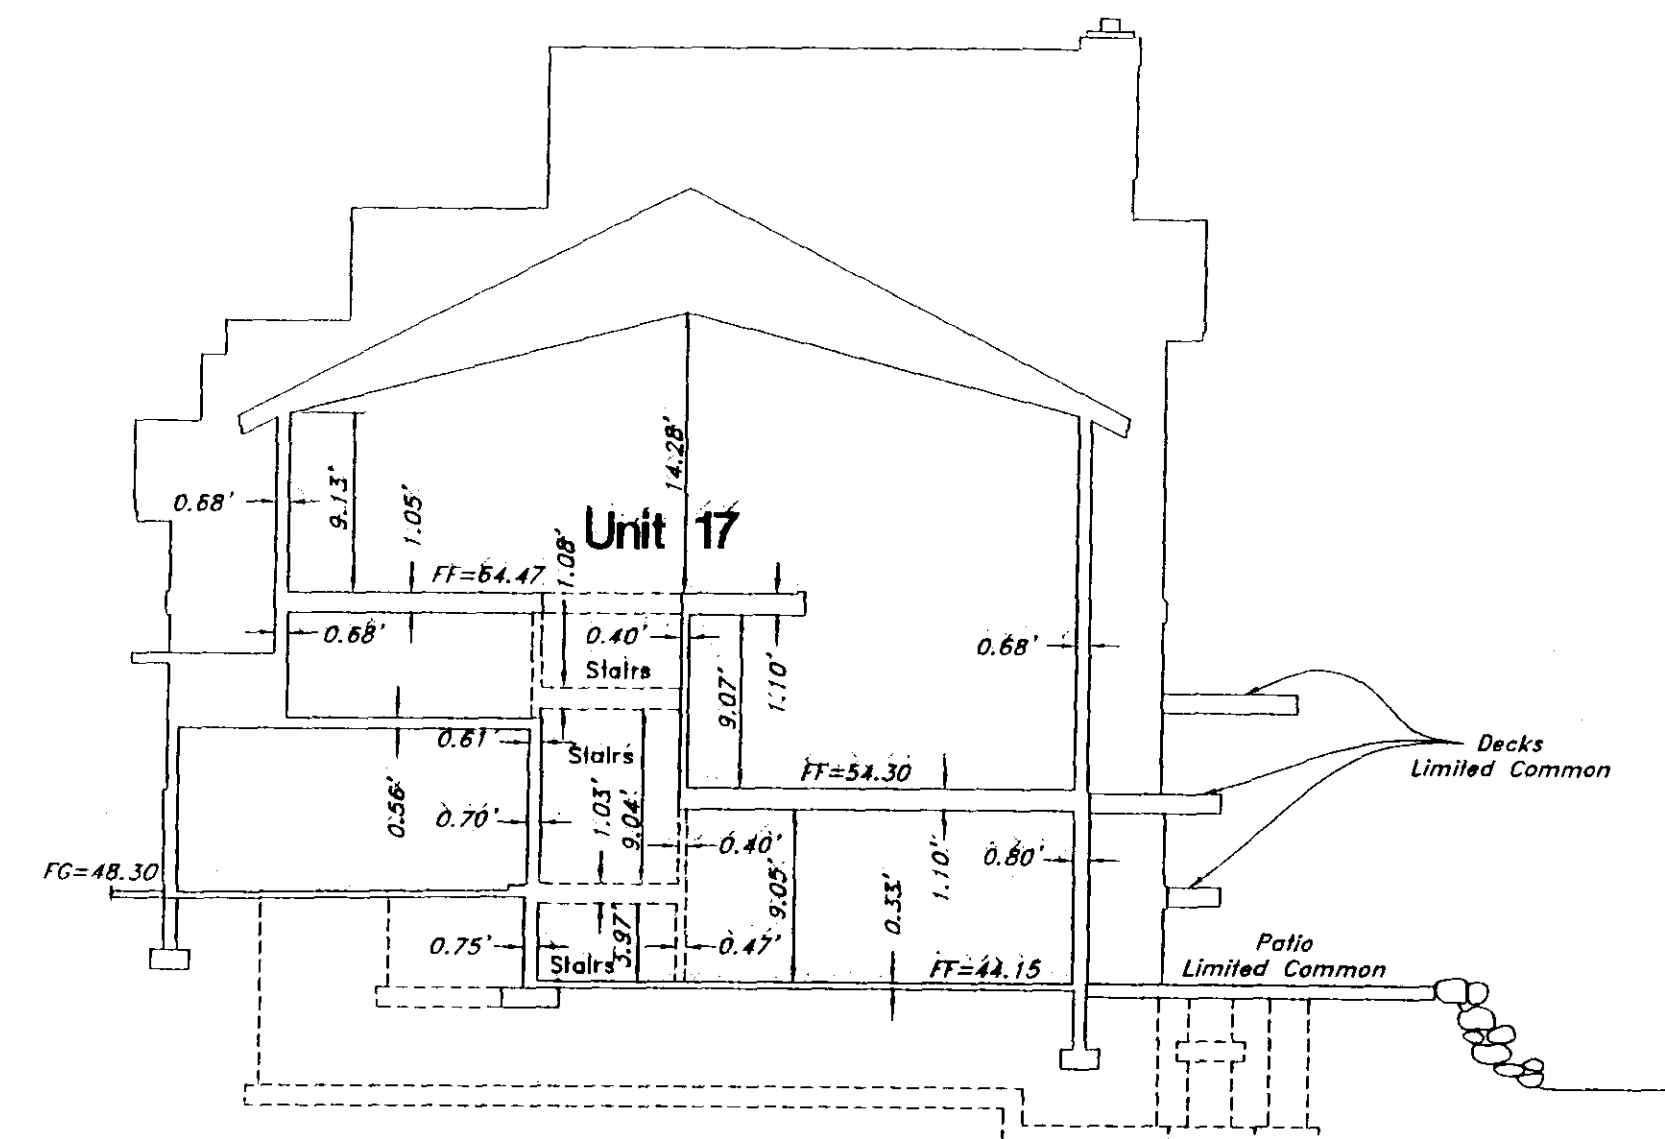 14.28'
9.13'
0.68'
1.05'
Unit 17
1.08'
FF=64.47
0.68'
0.40'
Stairs
0.68'
9.07'
1.10'
0.61'
Stairs
Decks
Limited Common
FF=54.30
0.56'
1.03'
9.04'
0.70'
0.40'
1.10'
0.80'
FG=48.30
9.05'
0.33'
0.75'
3.97'
0.47'
Stairs
FF=44.15
Patio
Limited Common